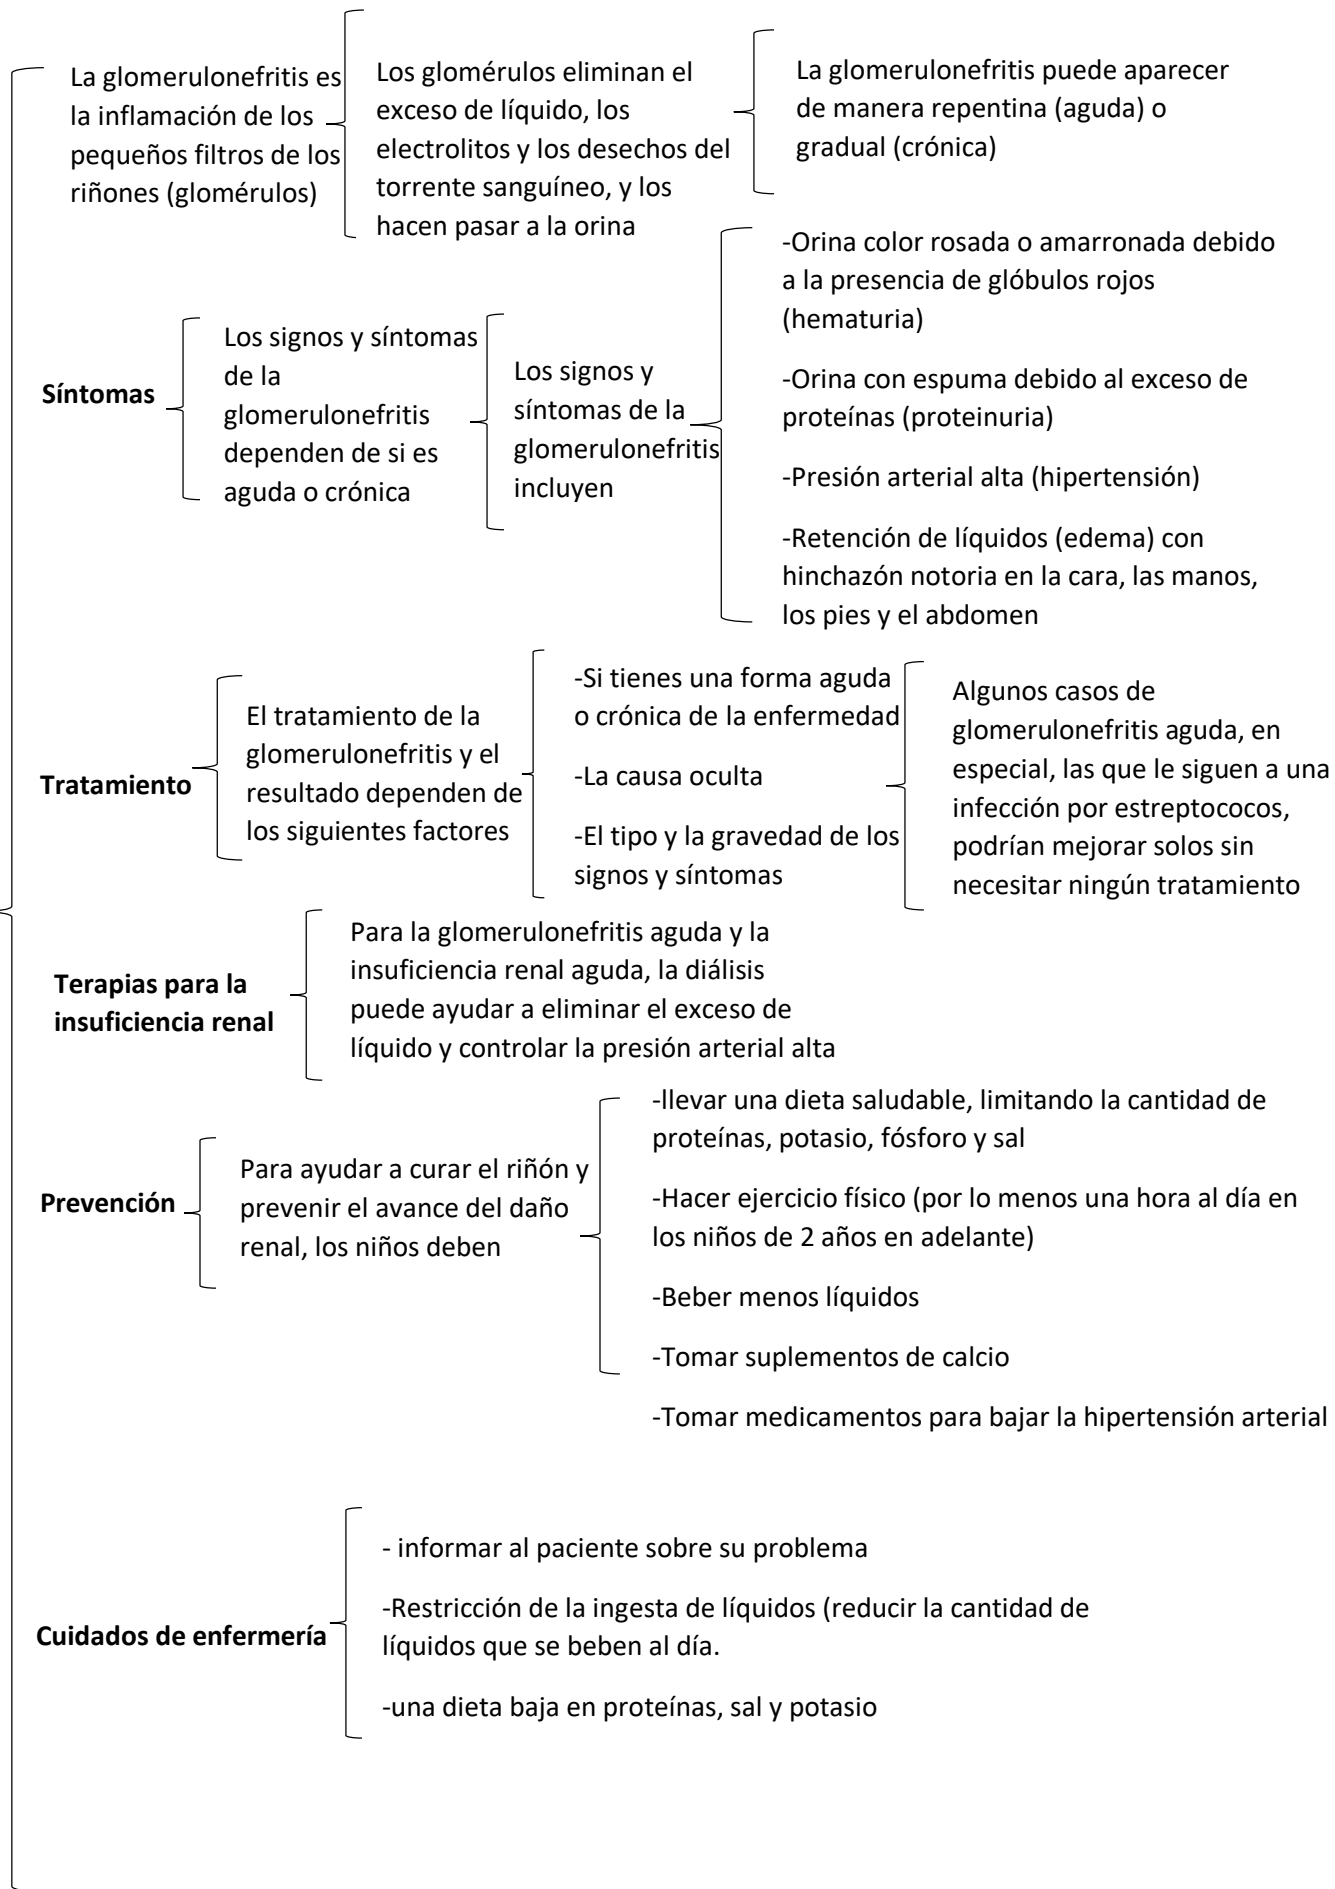 La glomerulonefritis es
la inflamación de los
pequeños filtros de los
riñones (glomérulos)
Los glomérulos eliminan el
exceso de líquido, los
electrolitos y los desechos del
torrente sanguíneo, y los
hacen pasar a la orina
La glomerulonefritis puede aparecer
de manera repentina (aguda) o
gradual (crónica)
Síntomas
Los signos y síntomas
de la
glomerulonefritis
dependen de si es
aguda o crónica
Los signos y
síntomas de la
glomerulonefritis
incluyen
-Orina color rosada o amarronada debido
a la presencia de glóbulos rojos
(hematuria)
-Orina con espuma debido al exceso de
proteínas (proteinuria)
-Presión arterial alta (hipertensión)
-Retención de líquidos (edema) con
hinchazón notoria en la cara, las manos,
los pies y el abdomen
Tratamiento
El tratamiento de la
glomerulonefritis y el
resultado dependen de
los siguientes factores
-Si tienes una forma aguda
o crónica de la enfermedad
-La causa oculta
-El tipo y la gravedad de los
signos y síntomas
Algunos casos de
glomerulonefritis aguda, en
especial, las que le siguen a una
infección por estreptococos,
podrían mejorar solos sin
necesitar ningún tratamiento
Terapias para la
insuficiencia renal
Para la glomerulonefritis aguda y la
insuficiencia renal aguda, la diálisis
puede ayudar a eliminar el exceso de
líquido y controlar la presión arterial alta
Prevención
Para ayudar a curar el riñón y
prevenir el avance del daño
renal, los niños deben
-llevar una dieta saludable, limitando la cantidad de
proteínas, potasio, fósforo y sal
-Hacer ejercicio físico (por lo menos una hora al día en
los niños de 2 años en adelante)
-Beber menos líquidos
-Tomar suplementos de calcio
-Tomar medicamentos para bajar la hipertensión arterial
Cuidados de enfermería
- informar al paciente sobre su problema
-Restricción de la ingesta de líquidos (reducir la cantidad de
líquidos que se beben al día.
-una dieta baja en proteínas, sal y potasio